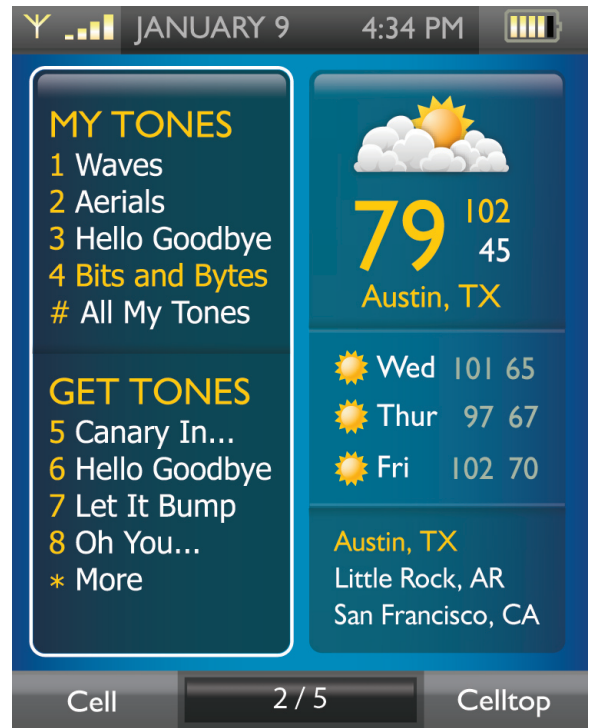 JANUARY 9 4:34 PM
MY TONES
1 Waves
2 Aerials
3 Hello Goodbye
4 Bits and Bytes
# All My Tones
GET TONES
5 Canary In...
6 Hello Goodbye
7 Let It Bump
8 Oh You...
* More
79 102
45
Austin, TX
Wed 101 65
Thur 97 67
Fri 102 70
Austin, TX
Little Rock, AR
San Francisco, CA
Cell 2 / 5 Celltop